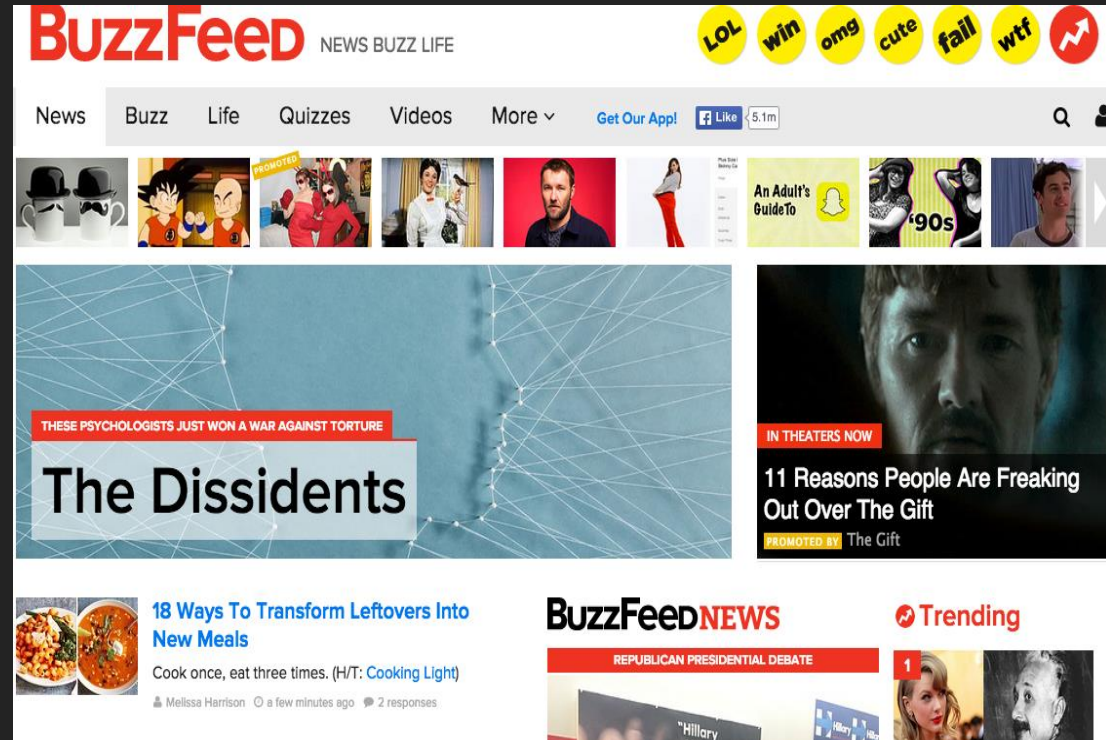 BuzzFeed NEWS BUZZ LIFE
LOL win omg cute fail wtf
News Buzz Life Quizzes Videos More Get Our App! Like 5.1m
PROMOTED
An Adult's
GuideTo
'90s
THESE PSYCHOLOGISTS JUST WON A WAR AGAINST TORTURE
The Dissidents
IN THEATERS NOW
11 Reasons People Are Freaking
Out Over The Gift
PROMOTED BY The Gift
18 Ways To Transform Leftovers Into
New Meals
Cook once, eat three times. (H/T: Cooking Light)
Melissa Harrison a few minutes ago 2 responses
BuzzFeed NEWS
REPUBLICAN PRESIDENTIAL DEBATE
"Hillary
Hillary
Trending
1